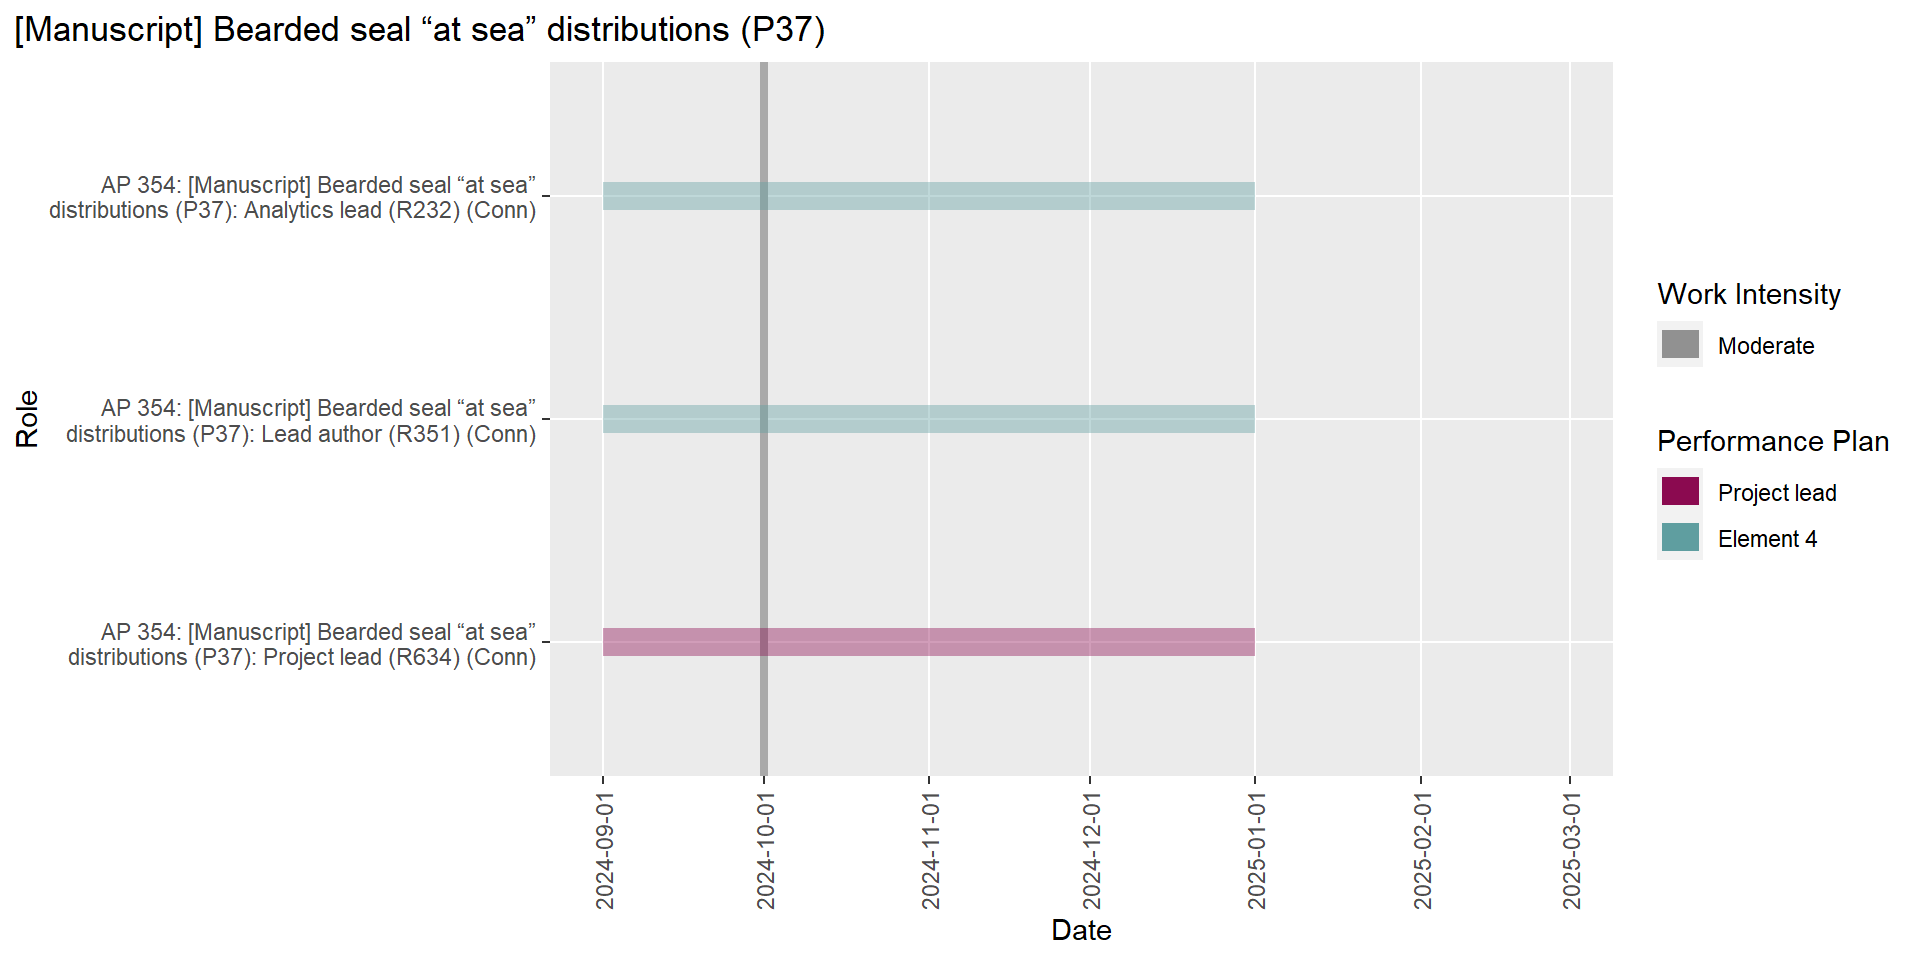 [Manuscript] Bearded seal “at sea” distributions (P37)
AP 354: [Manuscript] Bearded seal “at sea”
distributions (P37): Analytics lead (R232) (Conn)
AP 354: [Manuscript] Bearded seal “at sea”
distributions (P37): Lead author (R351) (Conn)
AP 354: [Manuscript] Bearded seal “at sea”
distributions (P37): Project lead (R634) (Conn)
Role
2024-09-01
2024-10-01
2024-11-01
2024-12-01
2025-01-01
2025-02-01
2025-03-01
Date
Work Intensity
Moderate
Performance Plan
Project lead
Element 4